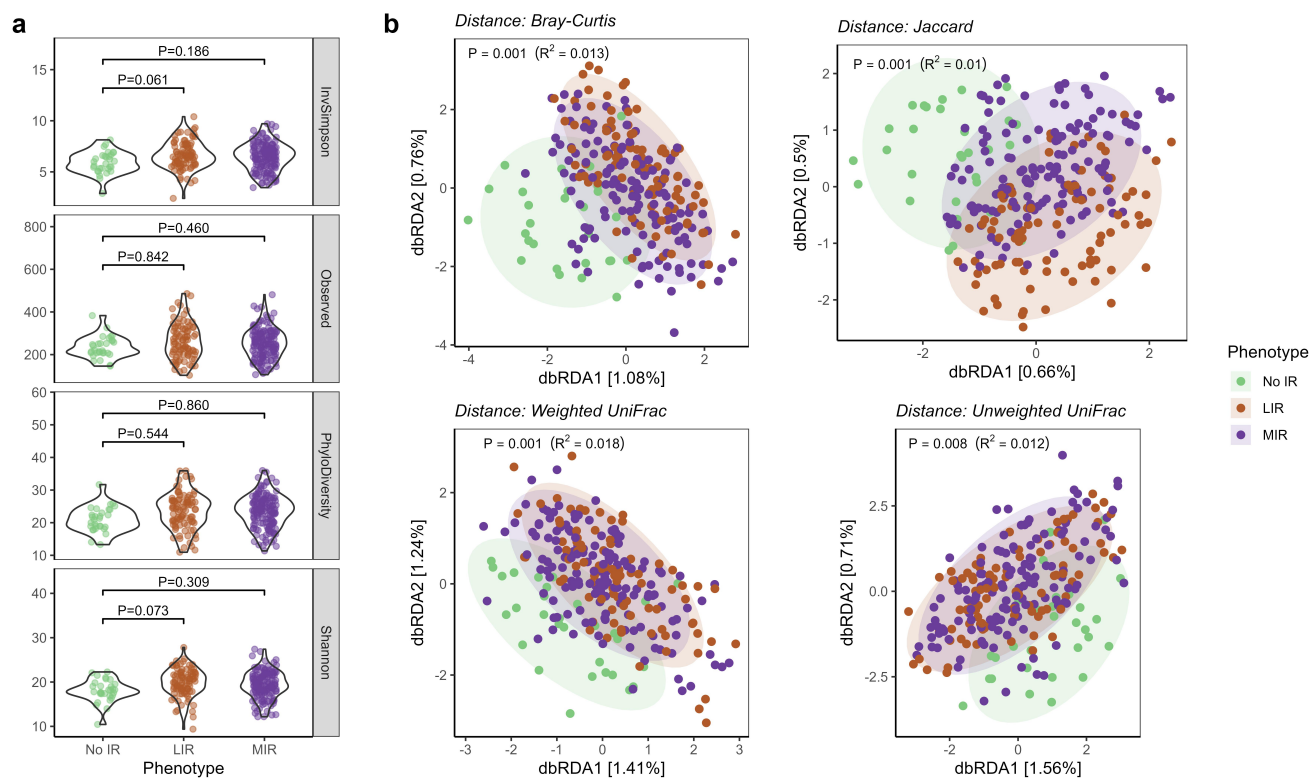 a
P=0.186
P=0.061
15
10
5
InvSimpson
P=0.460
P=0.842
800
600
400
200
Observed
P=0.860
P=0.544
60
50
40
30
20
10
PhyloDiversity
P=0.309
P=0.073
40
30
20
10
Shannon
No IR LIR MIR
Phenotype
b
Distance: Bray-Curtis
P = 0.001 (R² = 0.013)
2
0
-2
-4
dbRDA2 [0.76%]
-4 -2 0 2
dbRDA1 [1.08%]
Distance: Jaccard
P = 0.001 (R² = 0.01)
2
1
0
-1
-2
dbRDA2 [0.5%]
-2 0 2
dbRDA1 [0.66%]
Distance: Weighted UniFrac
P = 0.001 (R² = 0.018)
2
0
-2
dbRDA2 [1.24%]
-3 -2 -1 0 1 2 3
dbRDA1 [1.41%]
Distance: Unweighted UniFrac
P = 0.008 (R² = 0.012)
2.5
0.0
-2.5
dbRDA2 [0.71%]
-2 0 2
dbRDA1 [1.56%]
Phenotype
No IR
LIR
MIR